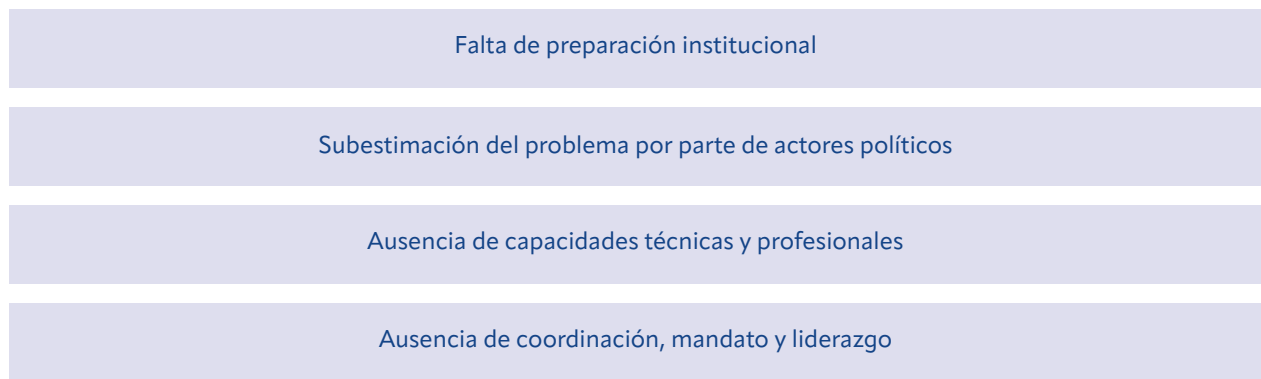 Falta de preparación institucional
Subestimación del problema por parte de actores políticos
Ausencia de capacidades técnicas y profesionales
Ausencia de coordinación, mandato y liderazgo